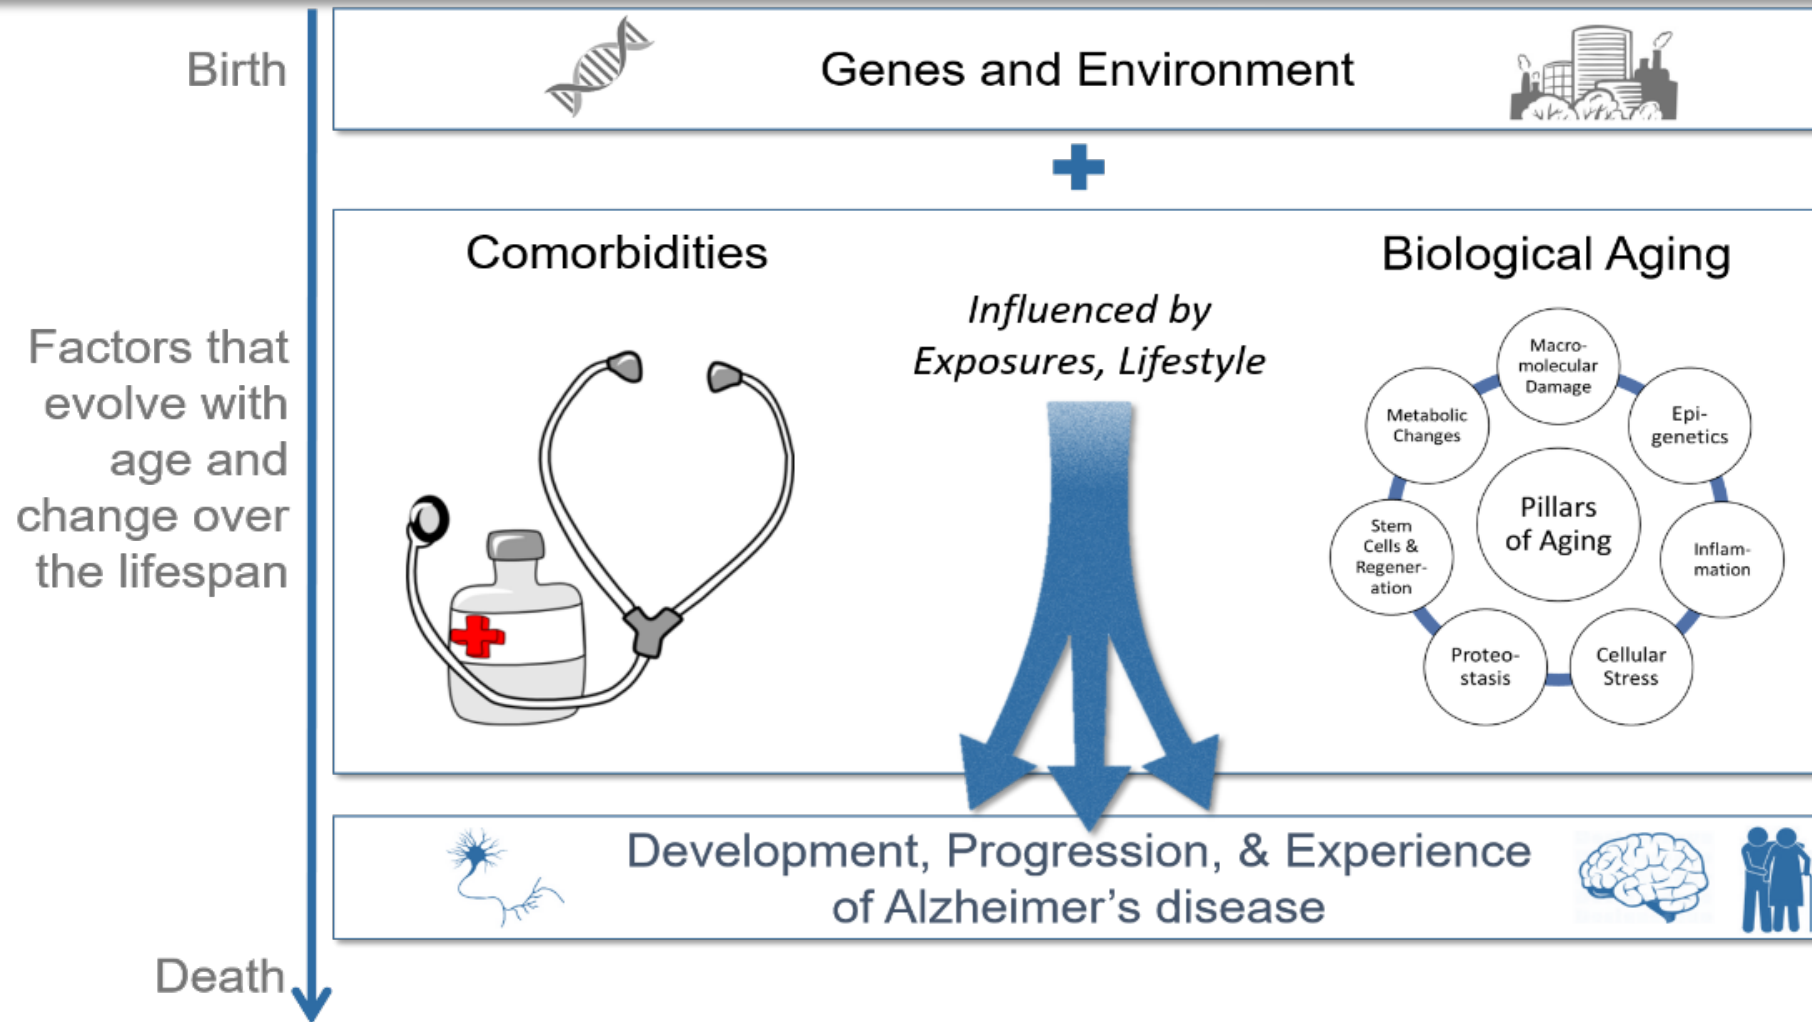 Birth
Genes and Environment
Factors that
evolve with
age and
change over
the lifespan
Comorbidities
Influenced by
Exposures, Lifestyle
Biological Aging
Macro-
molecular
Damage
Epi-
genetics
Inflam-
mation
Cellular
Stress
Proteo-
stasis
Stem
Cells &
Regener-
ation
Metabolic
Changes
Pillars
of Aging
Development, Progression, & Experience
of Alzheimer's disease
Death